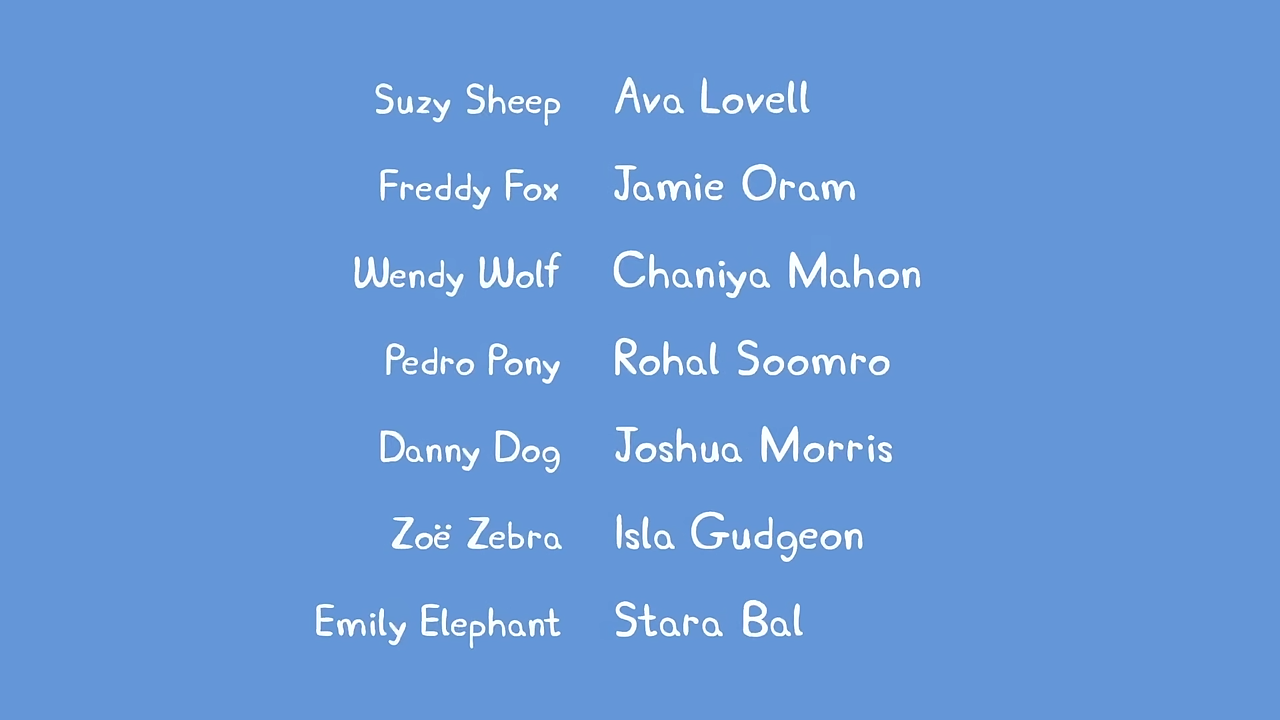 Suzy Sheep Ava Lovell
Freddy Fox Jamie Oram
Wendy Wolf Chaniya Mahon
Pedro Pony Rohal Soomro
Danny Dog Joshua Morris
Zoë Zebra Isla Gudgeon
Emily Elephant Stara Bal